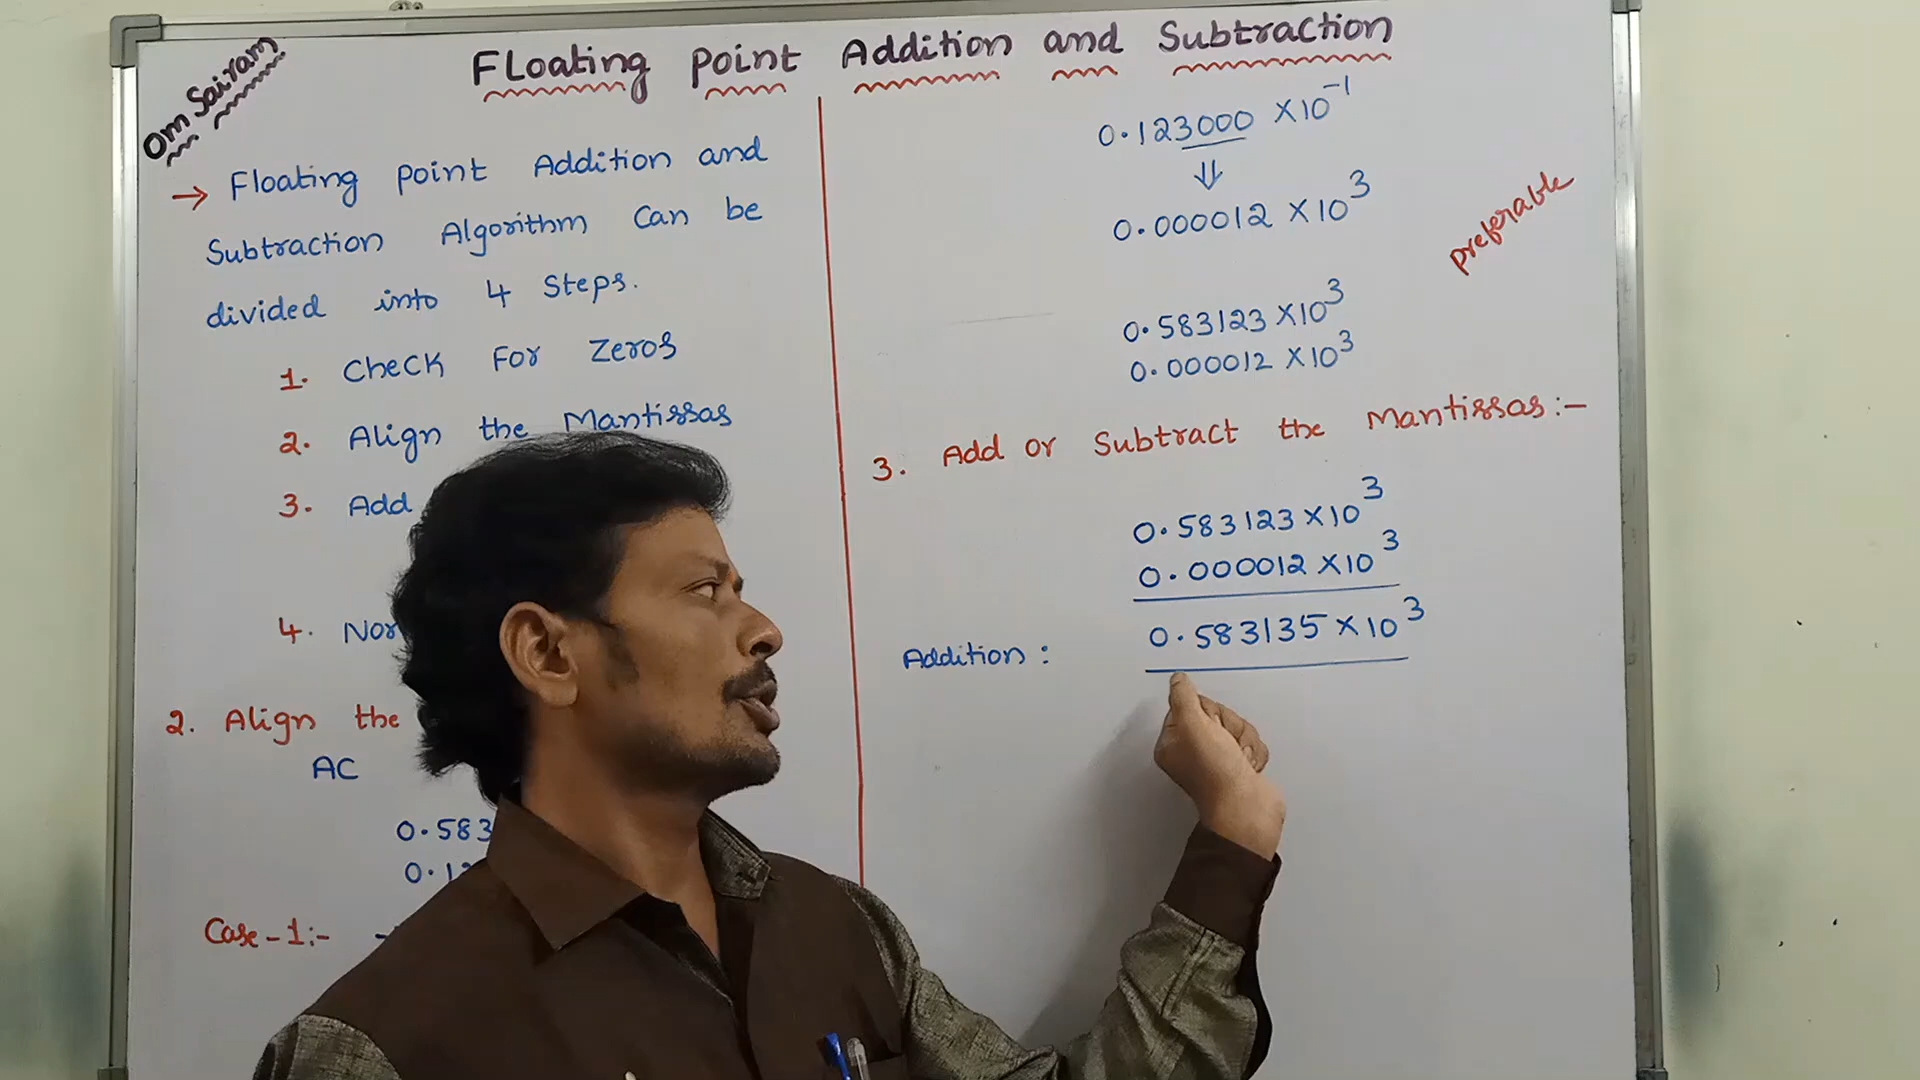 Om Sairam
Floating Point Addition and Subtraction
→ Floating point Addition and
Subtraction Algorithm Can be
divided into 4 Steps.
1. Check For Zeros
2. Align the Mantissas
3. Add
4.
2. Align the
AC
0.583
Case-1:-
0.123000 ×10⁻¹
⇓
0.000012 ×10³
preferable
0.583123 ×10³
0.000012 ×10³
3. Add or Subtract the Mantissas:-
0.583123 ×10³
0.000012 ×10³
Addition: 0.583135 ×10³